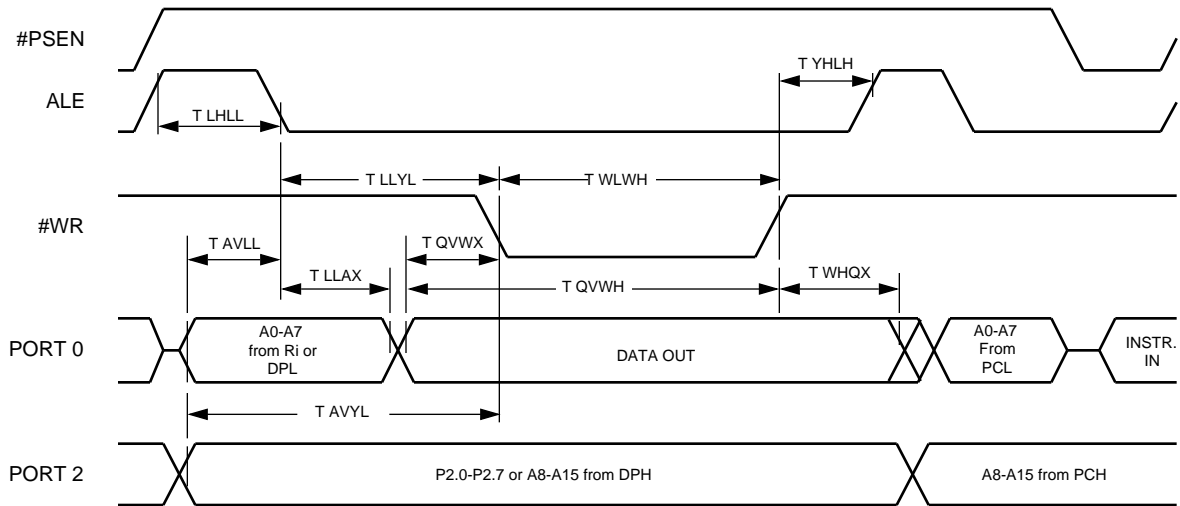 #PSEN
T YHLH
ALE
T LHLL
T LLYL
T WLWH
#WR
T AVLL
T QVWX
T LLAX
T QVWH
T WHQX
PORT 0
A0-A7
from Ri or
DPL
DATA OUT
A0-A7
From
PCL
INSTR.
IN
T AVYL
PORT 2
P2.0-P2.7 or A8-A15 from DPH
A8-A15 from PCH